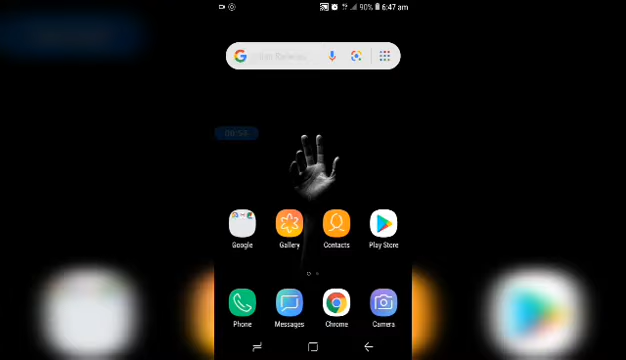 90% 6:47 am
Google Gallery Contacts Play Store
Phone Messages Chrome Camera